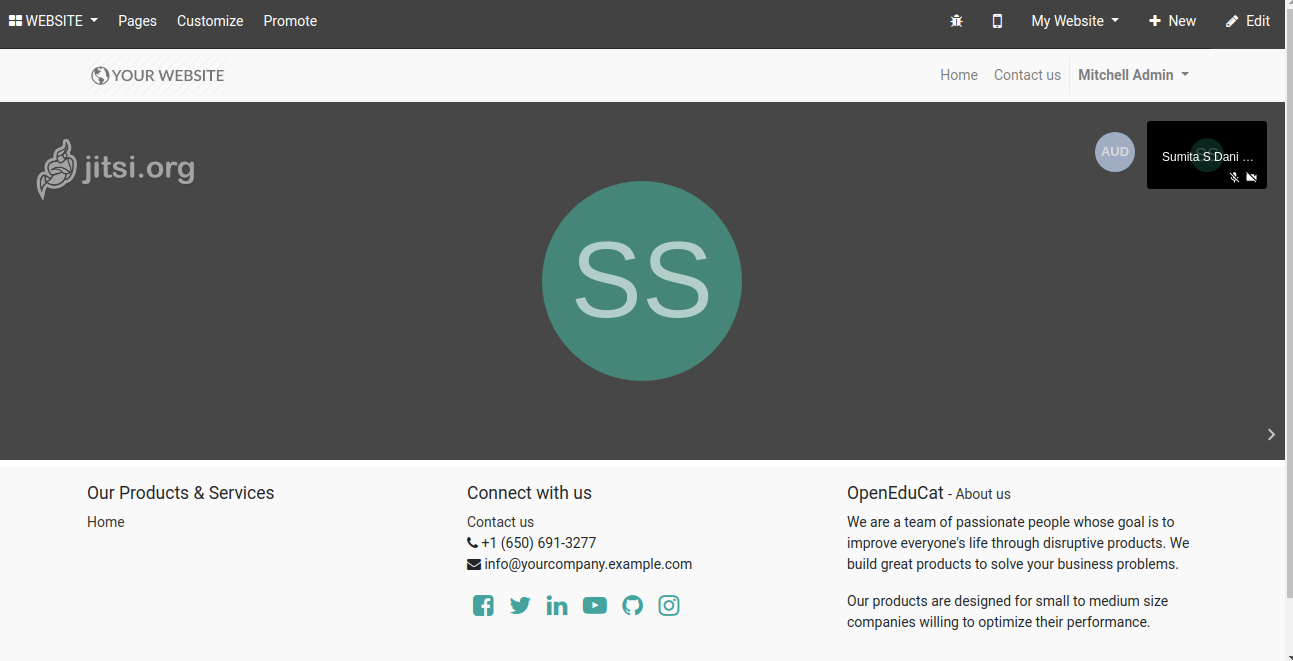 WEBSITE Pages Customize Promote My Website New Edit
YOUR WEBSITE Home Contact us Mitchell Admin
jitsi.org
AUD
Sumita S Dani ...
SS
Our Products & Services
Home
Connect with us
Contact us
+1 (650) 691-3277
info@yourcompany.example.com
OpenEduCat - About us
We are a team of passionate people whose goal is to
improve everyone's life through disruptive products. We
build great products to solve your business problems.
Our products are designed for small to medium size
companies willing to optimize their performance.